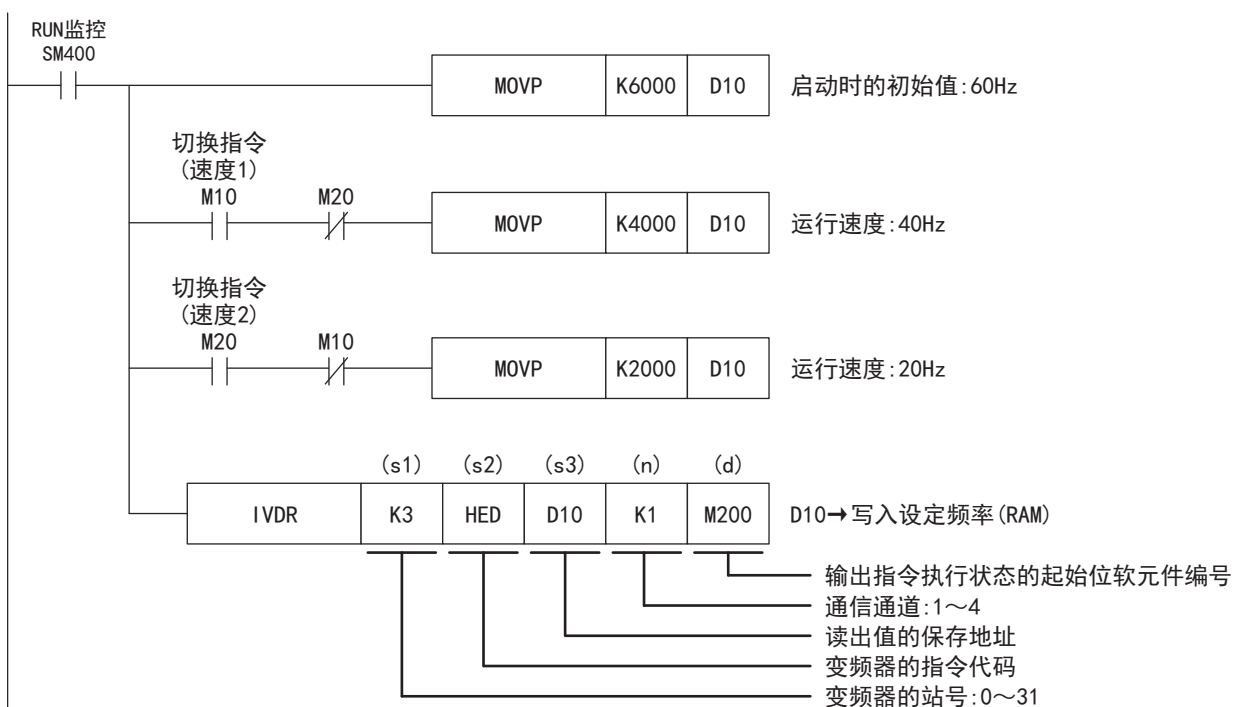 RUN监控
SM400
MOVP K6000 D10 启动时的初始值:60Hz
切换指令
(速度1)
M10 M20
MOVP K4000 D10 运行速度:40Hz
切换指令
(速度2)
M20 M10
MOVP K2000 D10 运行速度:20Hz
(s1) (s2) (s3) (n) (d)
IVDR K3 HED D10 K1 M200 D10→写入设定频率(RAM)
输出指令执行状态的起始位软元件编号
通信通道:1～4
读出值的保存地址
变频器的指令代码
变频器的站号:0～31